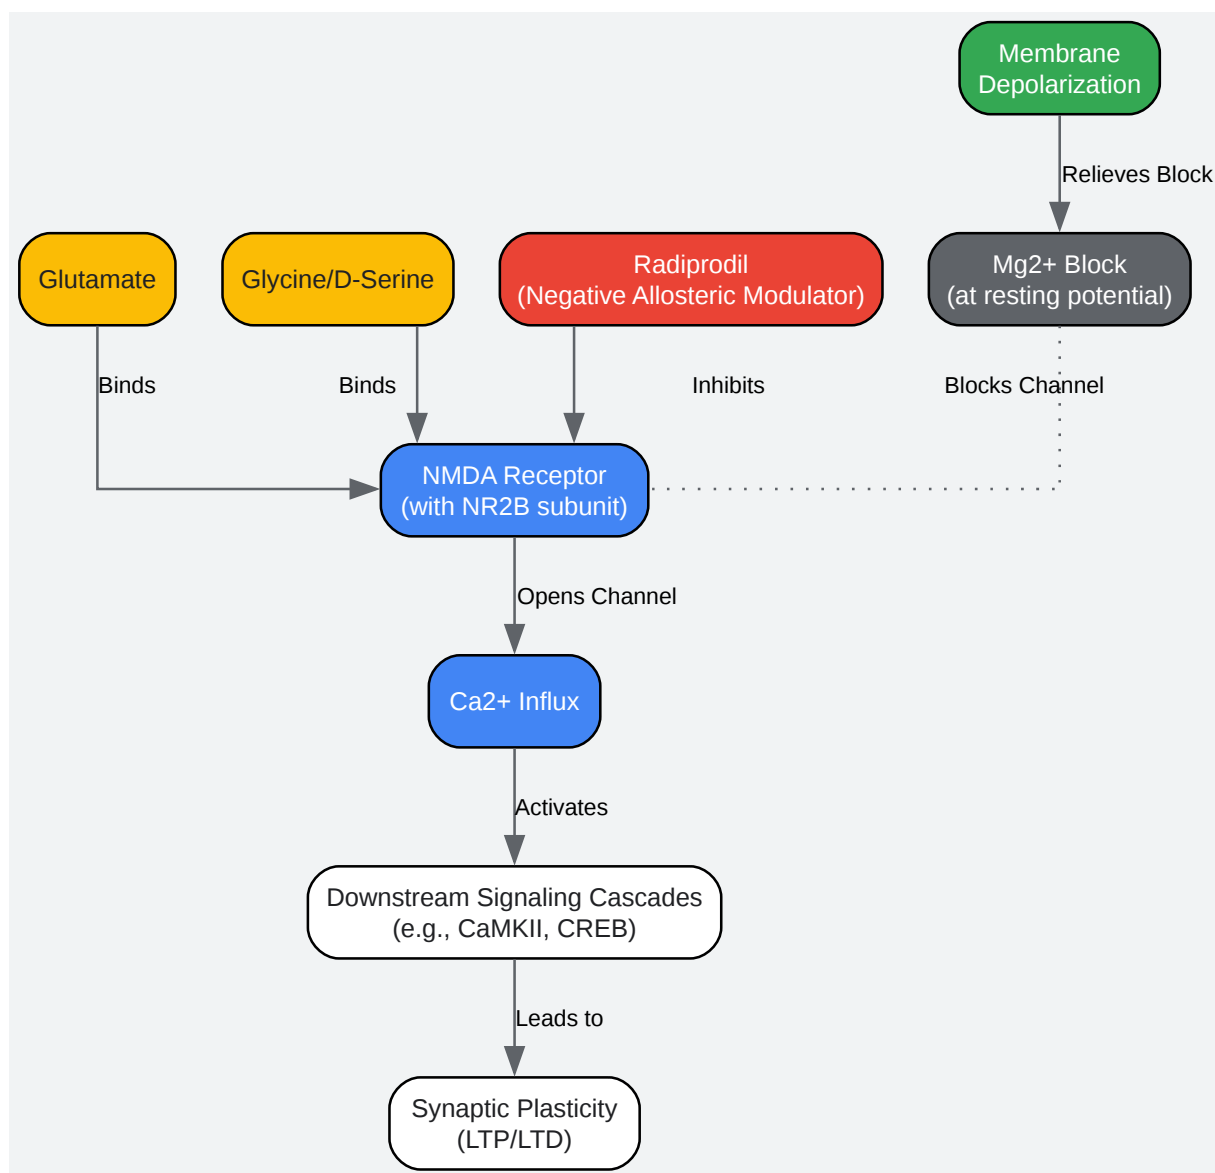 Membrane
Depolarization
Relieves Block
Glutamate
Glycine/D-Serine
Radiprodil
(Negative Allosteric Modulator)
Mg2+ Block
(at resting potential)
Binds
Binds
Inhibits
Blocks Channel
NMDA Receptor
(with NR2B subunit)
Opens Channel
Ca2+ Influx
Activates
Downstream Signaling Cascades
(e.g., CaMKII, CREB)
Leads to
Synaptic Plasticity
(LTP/LTD)